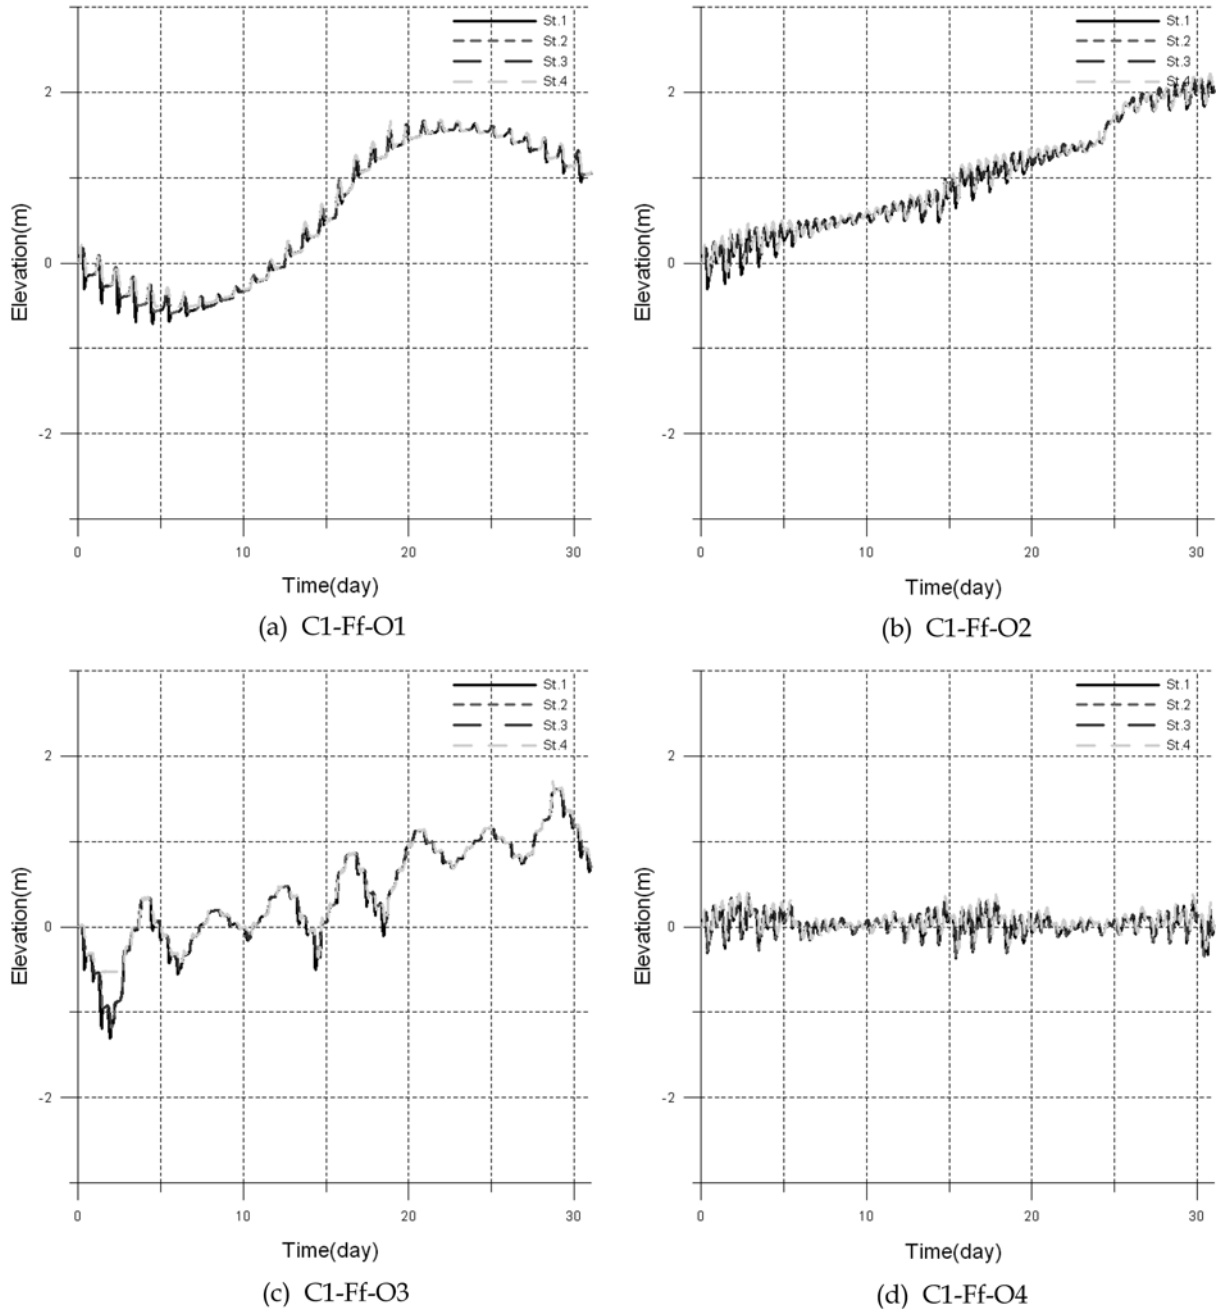 St.1
St.2
St.3
St.4
2
0
-2
Elevation(m)
0 10 20 30
Time(day)
(a) C1-Ff-O1
St.1
St.2
St.3
St.4
2
0
-2
Elevation(m)
0 10 20 30
Time(day)
(b) C1-Ff-O2
St.1
St.2
St.3
St.4
2
0
-2
Elevation(m)
0 10 20 30
Time(day)
(c) C1-Ff-O3
St.1
St.2
St.3
St.4
2
0
-2
Elevation(m)
0 10 20 30
Time(day)
(d) C1-Ff-O4